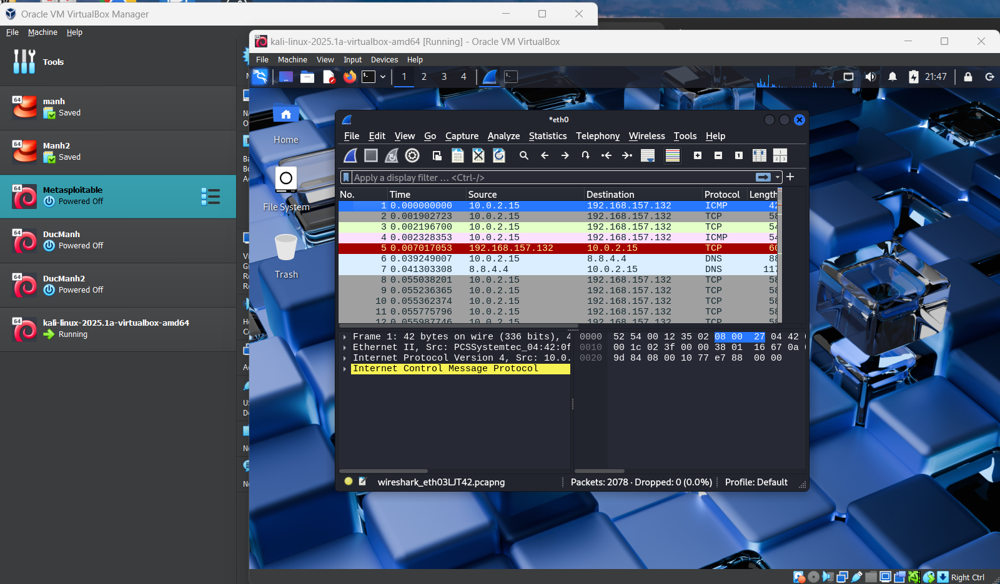 Oracle VM VirtualBox Manager
File Machine Help
Tools
64 manh
Saved
64 Manh2
Saved
64 Metasploitable
Powered Off
64 DucManh
Powered Off
64 DucManh2
Powered Off
64 kali-linux-2025.1a-virtualbox-amd64
Running
kali-linux-2025.1a-virtualbox-amd64 [Running] - Oracle VM VirtualBox
File Machine View Input Devices Help
1 2 3 4 21:47
Home
File System
Trash
*eth0
File Edit View Go Capture Analyze Statistics Telephony Wireless Tools Help
Apply a display filter ... <Ctrl-/>
No. Time Source Destination Protocol Length
1 0.000000000 10.0.2.15 192.168.157.132 ICMP 42
2 0.001902723 10.0.2.15 192.168.157.132 TCP 58
3 0.002196700 10.0.2.15 192.168.157.132 TCP 54
4 0.002328353 10.0.2.15 192.168.157.132 ICMP 54
5 0.007017053 192.168.157.132 10.0.2.15 TCP 60
6 0.039249007 10.0.2.15 8.8.4.4 DNS 88
7 0.041303308 8.8.4.4 10.0.2.15 DNS 117
8 0.055038201 10.0.2.15 192.168.157.132 TCP 58
9 0.055236365 10.0.2.15 192.168.157.132 TCP 58
10 0.055362374 10.0.2.15 192.168.157.132 TCP 58
11 0.055775796 10.0.2.15 192.168.157.132 TCP 58
12 0.055987746 10.0.2.15 192.168.157.132 TCP 58
Frame 1: 42 bytes on wire (336 bits), 4
Ethernet II, Src: PCSSystemtec_04:42:0f
Internet Protocol Version 4, Src: 10.0.
Internet Control Message Protocol
0000 52 54 00 12 35 02 08 00 27 04 42
0010 00 1c 02 3f 00 00 38 01 16 67 0a
0020 9d 84 08 00 10 77 e7 88 00 00
wireshark_eth03LJT42.pcapng Packets: 2078 · Dropped: 0 (0.0%) Profile: Default
Right Ctrl